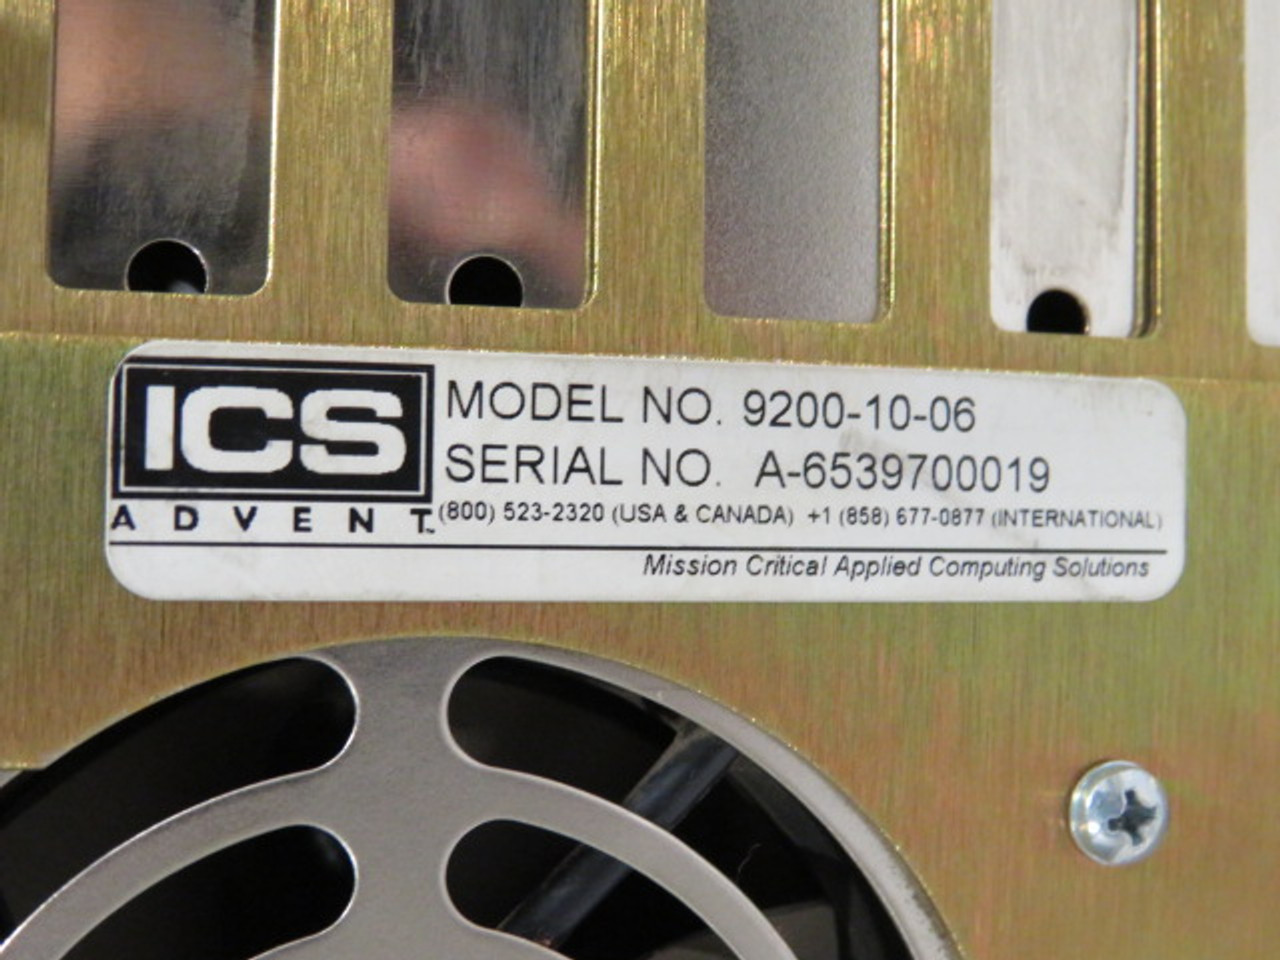 ICS
ADVENT™
MODEL NO. 9200-10-06
SERIAL NO. A-6539700019
(800) 523-2320 (USA & CANADA) +1 (858) 677-0877 (INTERNATIONAL)
Mission Critical Applied Computing Solutions